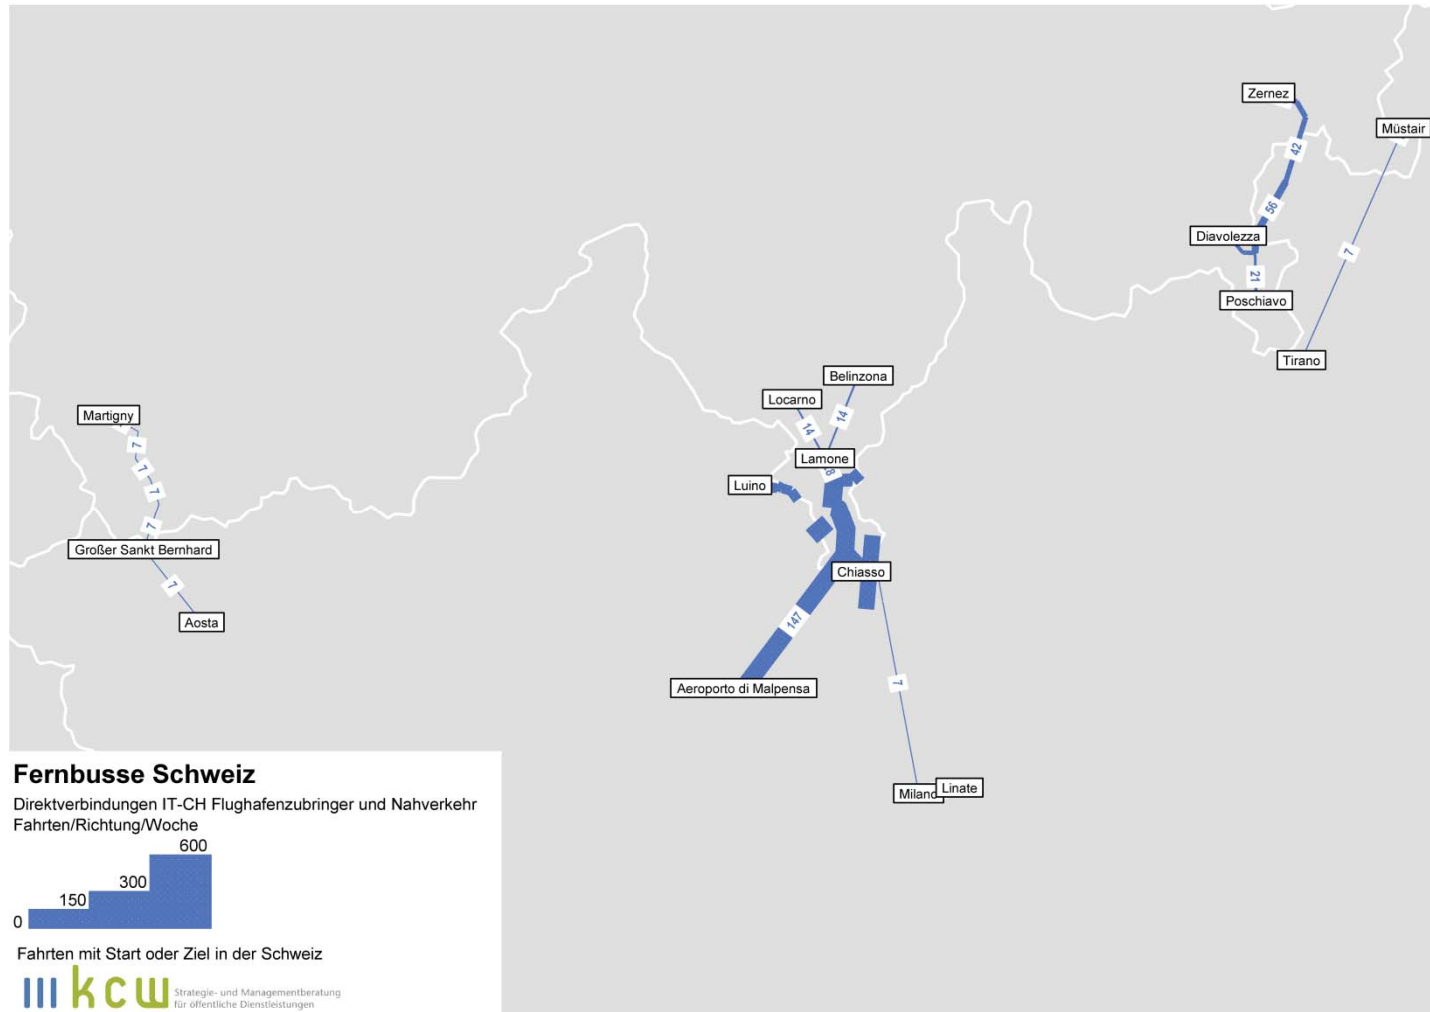 Zernez
Müstair
42
56
Diavolezza
7
21
Poschiavo
Tirano
Belinzona
Locarno
14
14
Martigny
7
Lamone
7
8
Luino
7
7
Großer Sankt Bernhard
Chiasso
7
Aosta
147
Aeroporto di Malpensa
7
Milano
Linate
Fernbusse Schweiz
Direktverbindungen IT-CH Flughafenzubringer und Nahverkehr
Fahrten/Richtung/Woche
600
300
150
0
Fahrten mit Start oder Ziel in der Schweiz
kcw
Strategie- und Managementberatung
für öffentliche Dienstleistungen